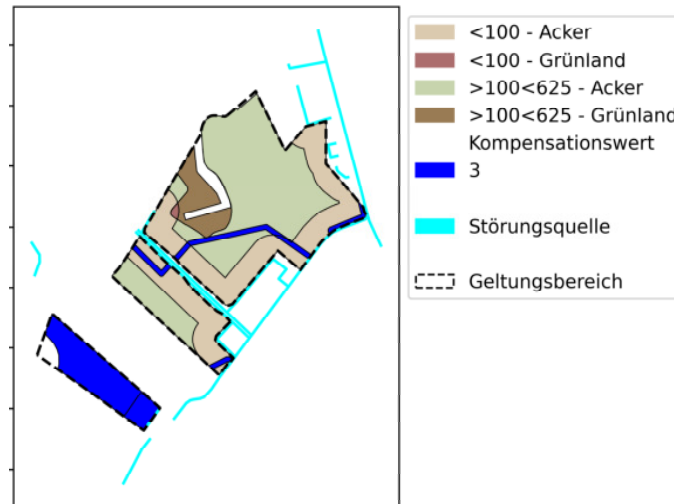 <100 - Acker
<100 - Grünland
>100<625 - Acker
>100<625 - Grünland
Kompensationswert
3
Störungsquelle
Geltungsbereich